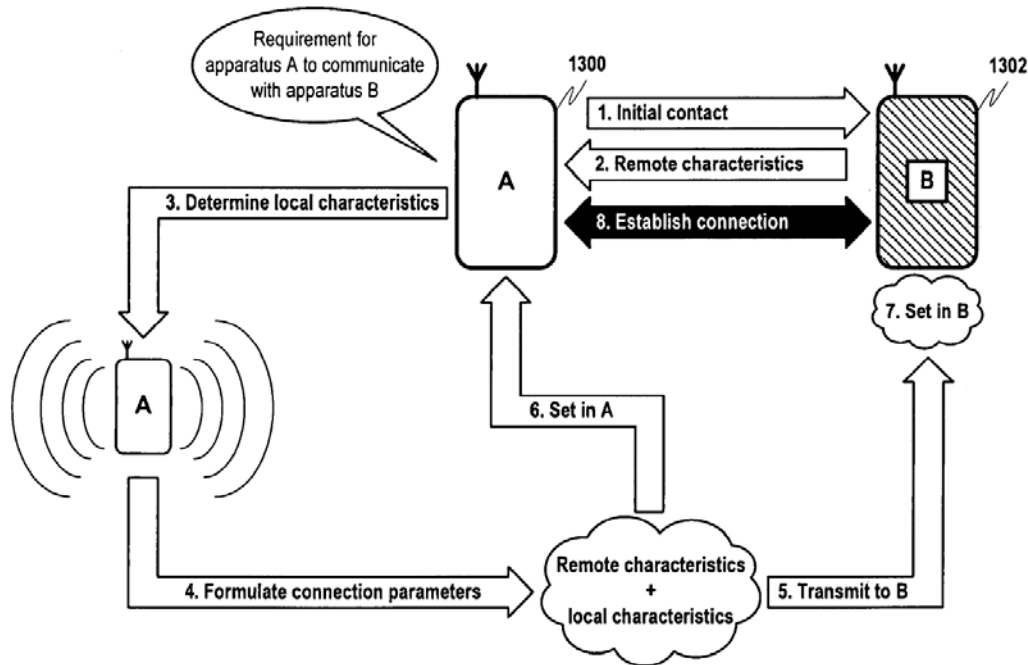 Requirement for
apparatus A to communicate
with apparatus B
1300
1302
1. Initial contact
2. Remote characteristics
A
B
3. Determine local characteristics
8. Establish connection
7. Set in B
A
6. Set in A
Remote characteristics
+
local characteristics
4. Formulate connection parameters
5. Transmit to B